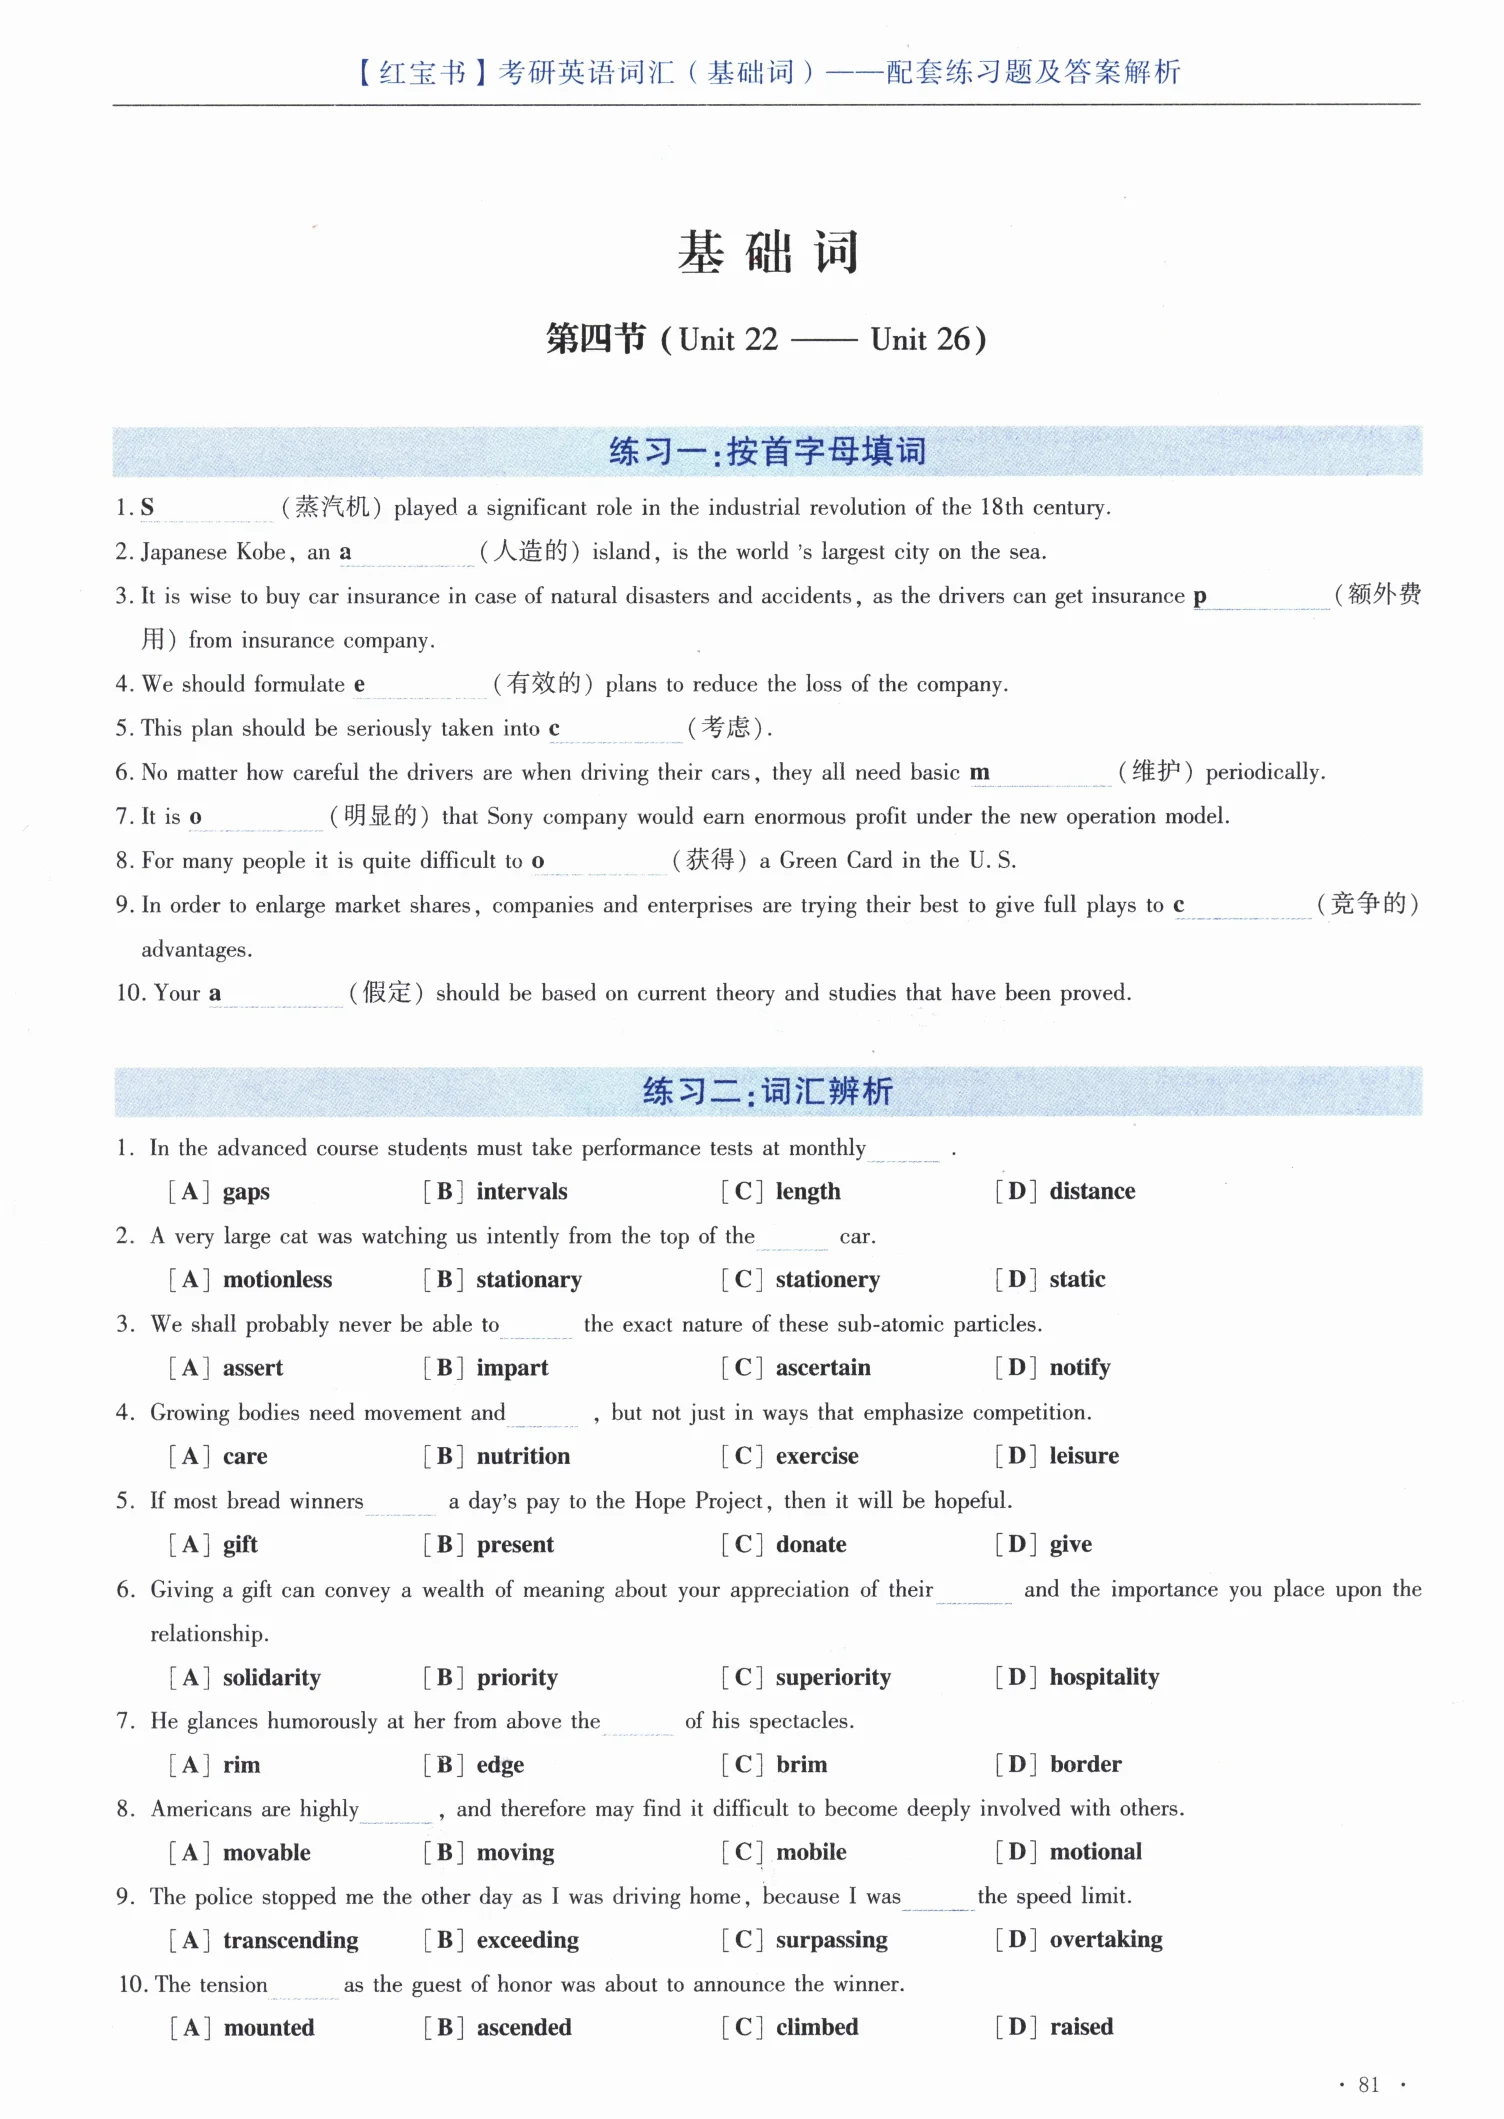 【红宝书】考研英语词汇(基础词)——配套练习题及答案解析
基础词
第四节(Unit 22 —— Unit 26)
练习一:按首字母填词
1. S________ (蒸汽机) played a significant role in the industrial revolution of the 18th century.
2. Japanese Kobe, an a________ (人造的) island, is the world 's largest city on the sea.
3. It is wise to buy car insurance in case of natural disasters and accidents, as the drivers can get insurance p________ (额外费
用) from insurance company.
4. We should formulate e________ (有效的) plans to reduce the loss of the company.
5. This plan should be seriously taken into c________ (考虑).
6. No matter how careful the drivers are when driving their cars, they all need basic m________ (维护) periodically.
7. It is o________ (明显的) that Sony company would earn enormous profit under the new operation model.
8. For many people it is quite difficult to o________ (获得) a Green Card in the U. S.
9. In order to enlarge market shares, companies and enterprises are trying their best to give full plays to c________ (竞争的)
advantages.
10. Your a________ (假定) should be based on current theory and studies that have been proved.
练习二:词汇辨析
1. In the advanced course students must take performance tests at monthly_____ .
[A] gaps [B] intervals [C] length [D] distance
2. A very large cat was watching us intently from the top of the_____ car.
[A] motionless [B] stationary [C] stationery [D] static
3. We shall probably never be able to_____ the exact nature of these sub-atomic particles.
[A] assert [B] impart [C] ascertain [D] notify
4. Growing bodies need movement and_____ , but not just in ways that emphasize competition.
[A] care [B] nutrition [C] exercise [D] leisure
5. If most bread winners_____ a day's pay to the Hope Project, then it will be hopeful.
[A] gift [B] present [C] donate [D] give
6. Giving a gift can convey a wealth of meaning about your appreciation of their_____ and the importance you place upon the
relationship.
[A] solidarity [B] priority [C] superiority [D] hospitality
7. He glances humorously at her from above the_____ of his spectacles.
[A] rim [B] edge [C] brim [D] border
8. Americans are highly_____ , and therefore may find it difficult to become deeply involved with others.
[A] movable [B] moving [C] mobile [D] motional
9. The police stopped me the other day as I was driving home, because I was_____ the speed limit.
[A] transcending [B] exceeding [C] surpassing [D] overtaking
10. The tension_____ as the guest of honor was about to announce the winner.
[A] mounted [B] ascended [C] climbed [D] raised
· 81 ·